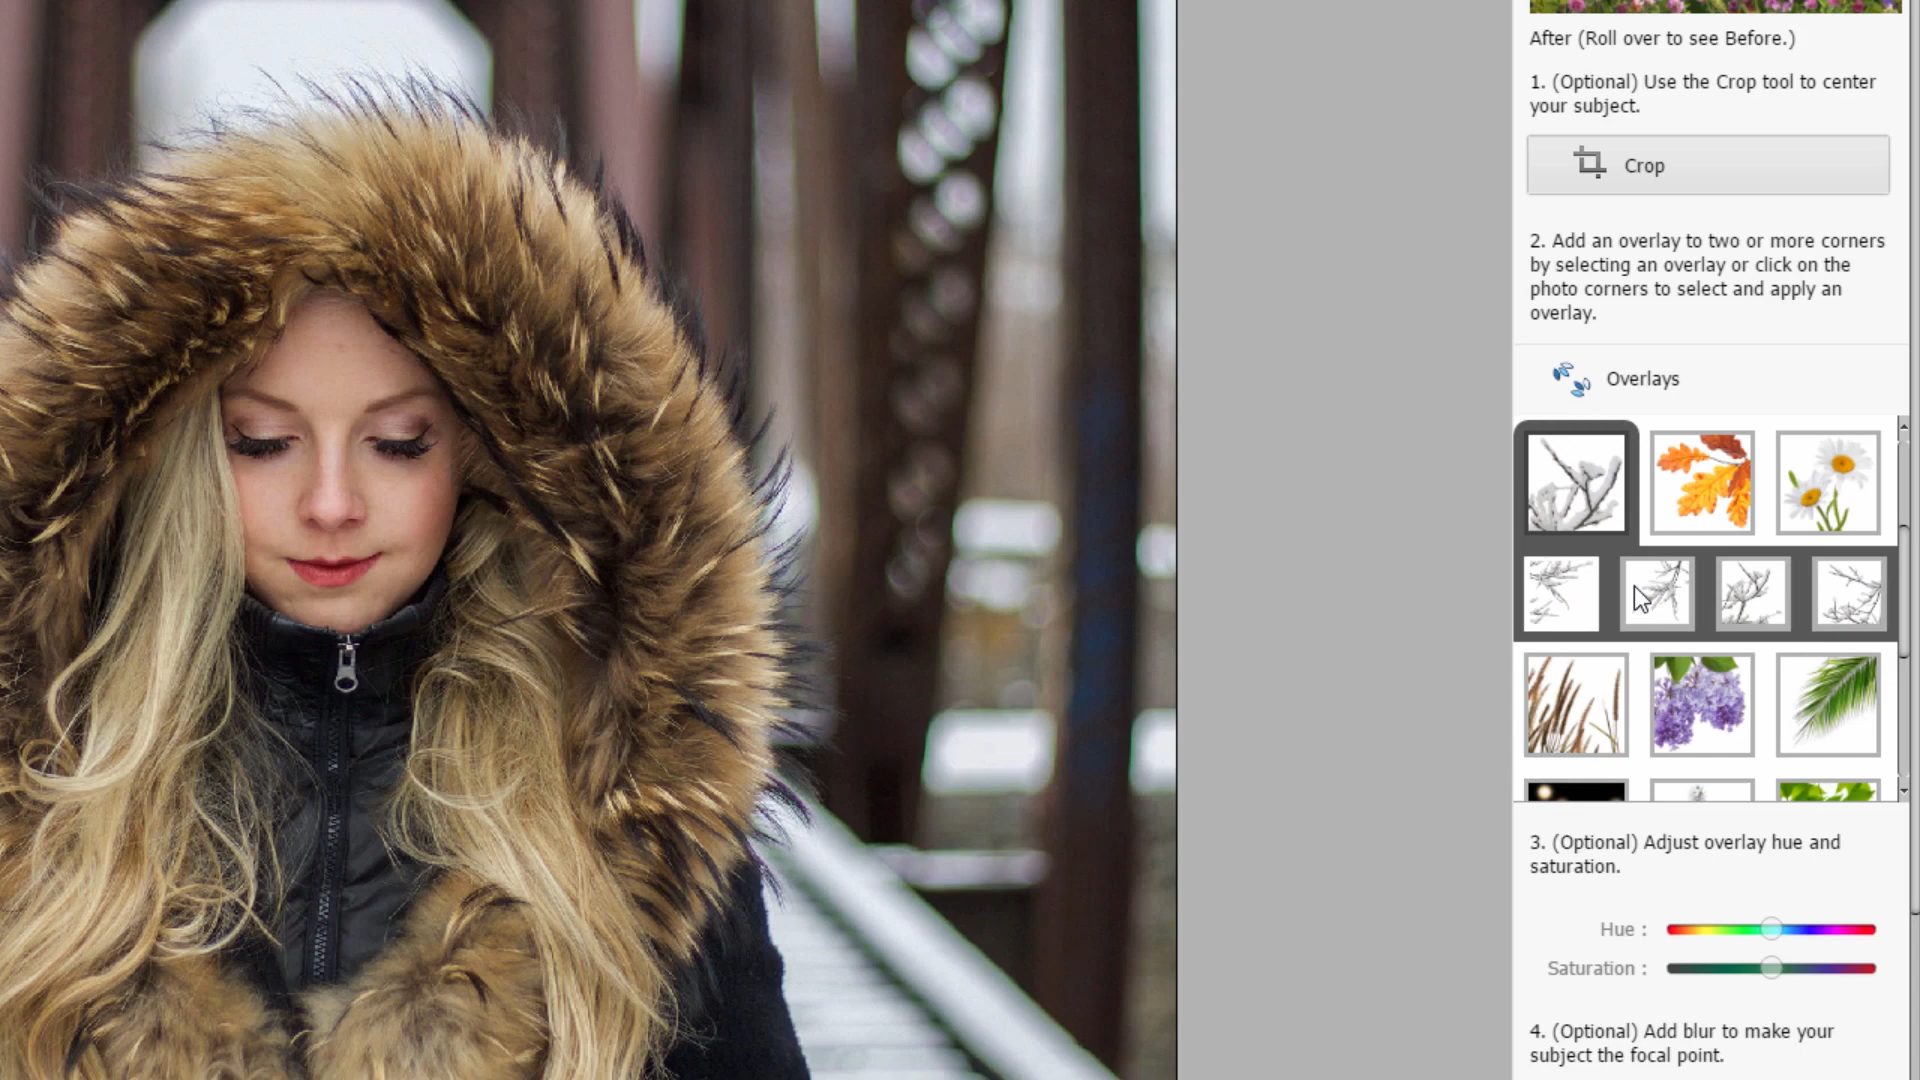 After (Roll over to see Before.)
1. (Optional) Use the Crop tool to center
your subject.
Crop
2. Add an overlay to two or more corners
by selecting an overlay or click on the
photo corners to select and apply an
overlay.
Overlays
3. (Optional) Adjust overlay hue and
saturation.
Hue :
Saturation :
4. (Optional) Add blur to make your
subject the focal point.